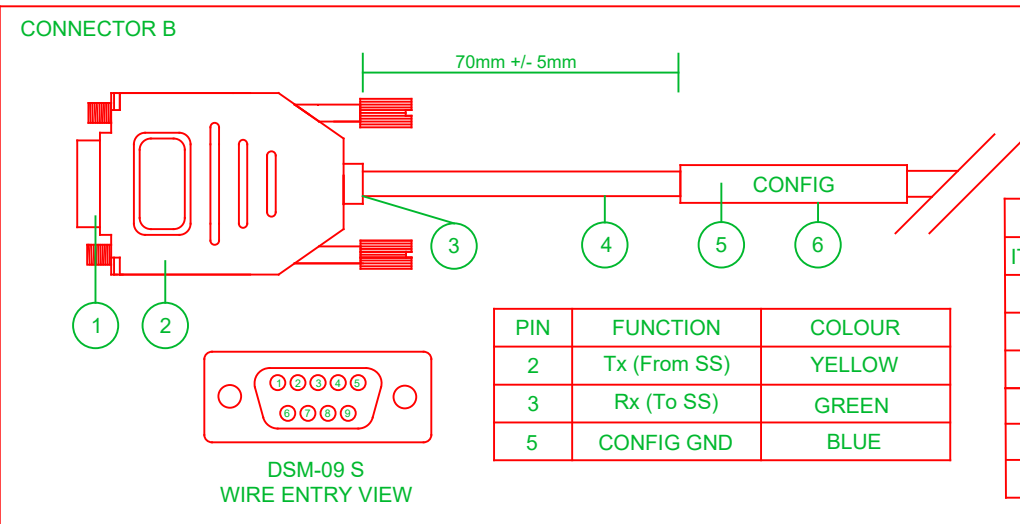 CONNECTOR B
70mm +/- 5mm
CONFIG
3
4
5
6
1
2
PIN FUNCTION COLOUR
2 Tx (From SS) YELLOW
3 Rx (To SS) GREEN
5 CONFIG GND BLUE
1 2 3 4 5
6 7 8 9
DSM-09 S
WIRE ENTRY VIEW